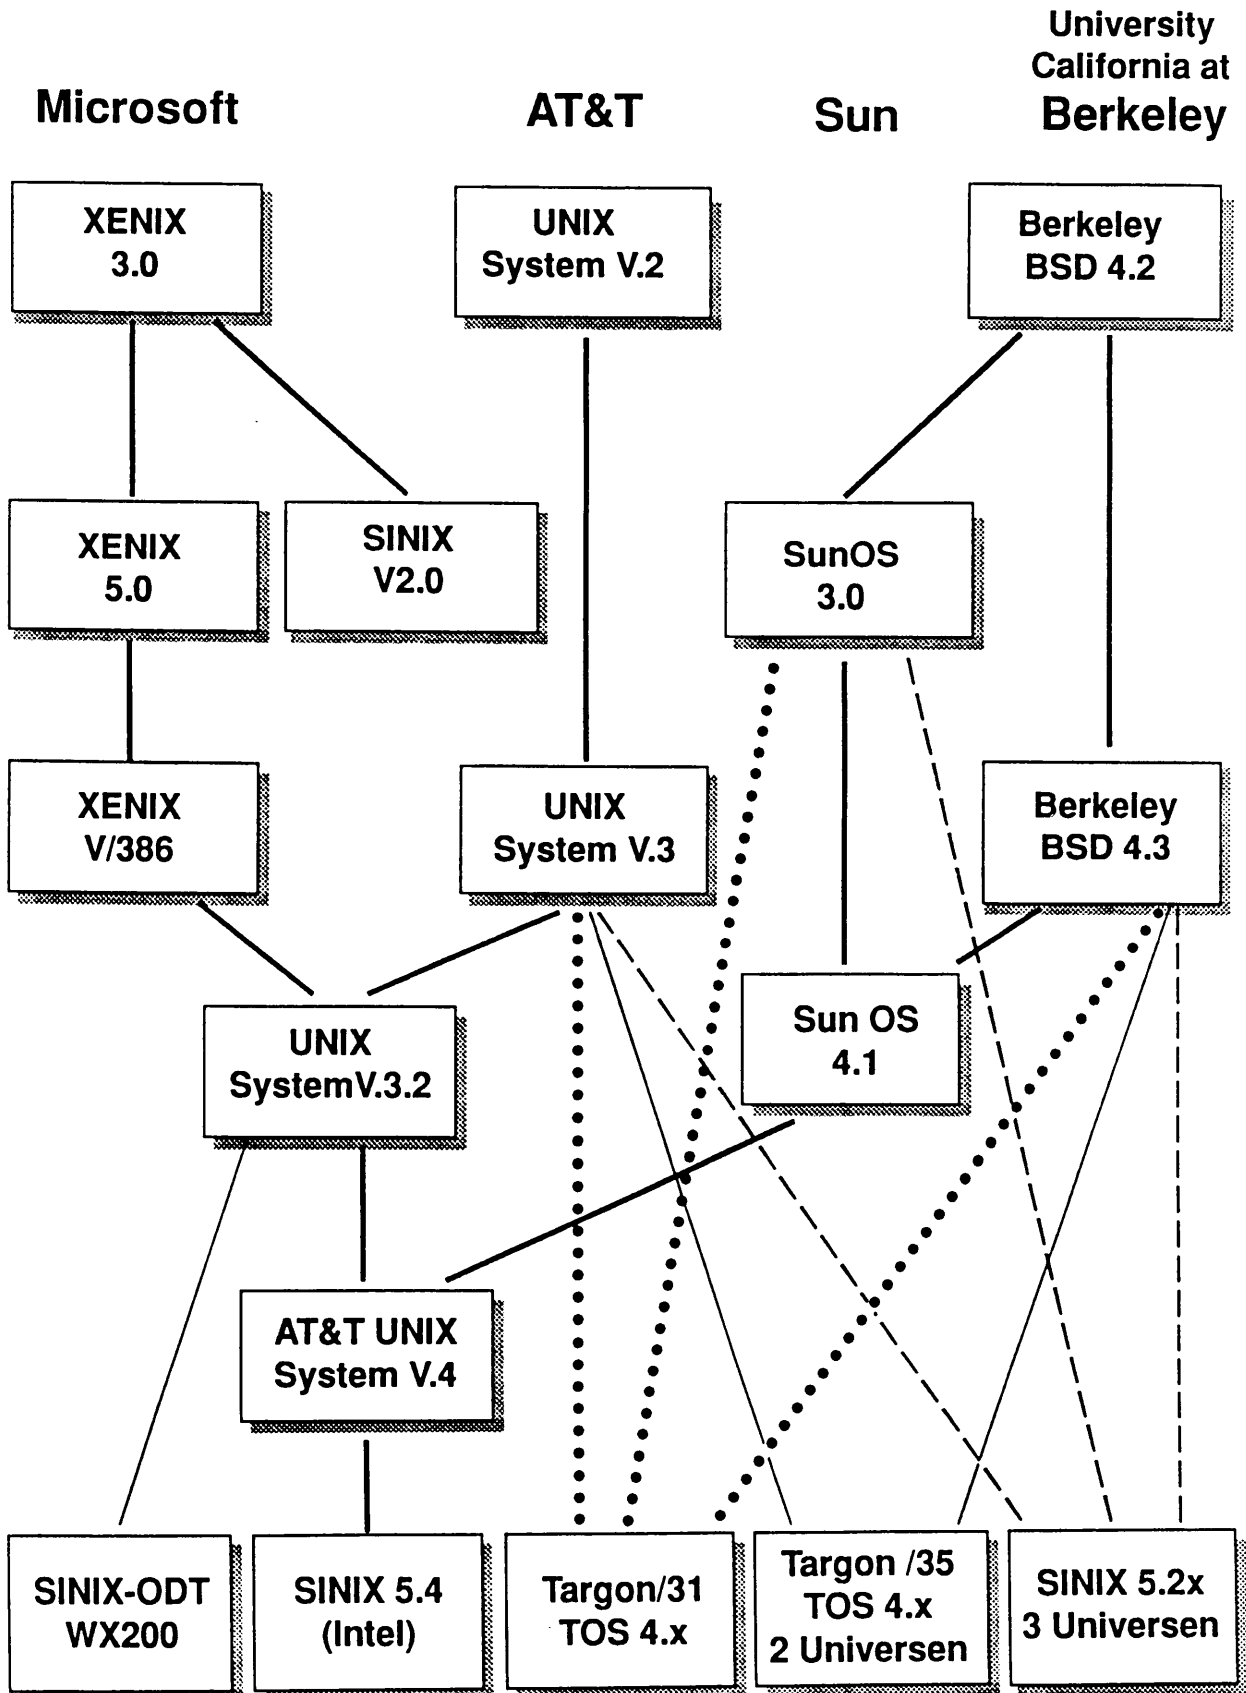 University
California at
Berkeley
Microsoft
AT&T
Sun
XENIX
3.0
UNIX
System V.2
Berkeley
BSD 4.2
XENIX
5.0
SINIX
V2.0
SunOS
3.0
XENIX
V/386
UNIX
System V.3
Berkeley
BSD 4.3
UNIX
SystemV.3.2
Sun OS
4.1
AT&T UNIX
System V.4
SINIX-ODT
WX200
SINIX 5.4
(Intel)
Targon/31
TOS 4.x
Targon /35
TOS 4.x
2 Universen
SINIX 5.2x
3 Universen